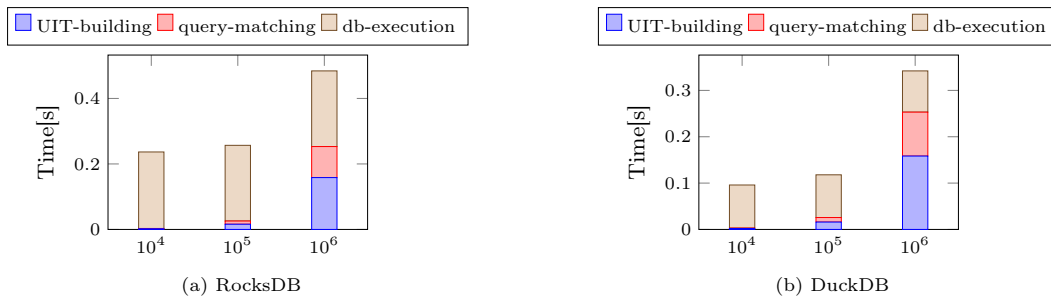 UIT-building query-matching db-execution
Time[s]
0.4
0.2
0
10^4 10^5 10^6
(a) RocksDB
UIT-building query-matching db-execution
Time[s]
0.3
0.2
0.1
0
10^4 10^5 10^6
(b) DuckDB